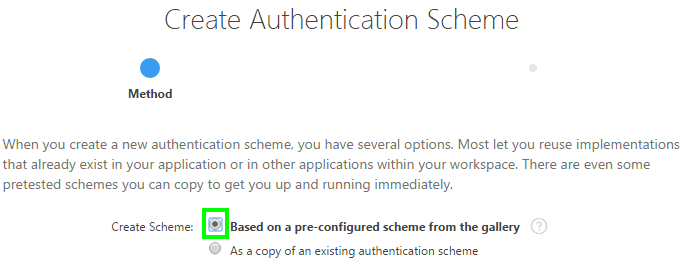 Create Authentication Scheme
Method
When you create a new authentication scheme, you have several options. Most let you reuse implementations
that already exist in your application or in other applications within your workspace. There are even some
pretested schemes you can copy to get you up and running immediately.
Create Scheme: Based on a pre-configured scheme from the gallery ?
As a copy of an existing authentication scheme